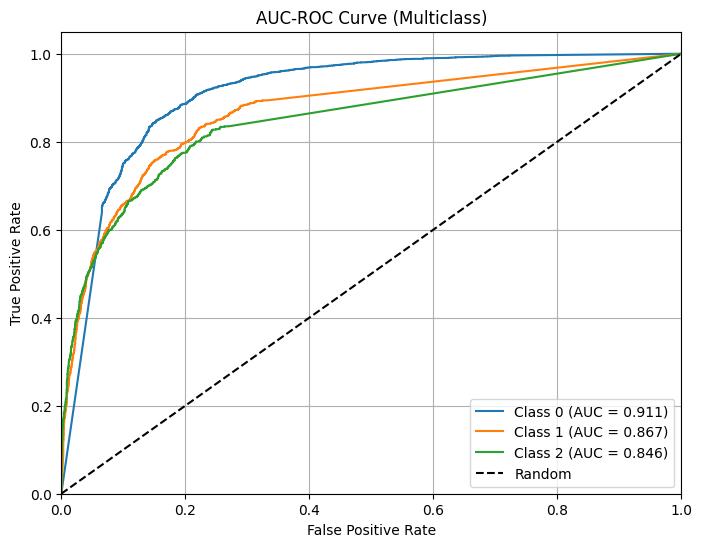 AUC-ROC Curve (Multiclass)
True Positive Rate
1.0
0.8
0.6
0.4
0.2
0.0
0.0 0.2 0.4 0.6 0.8 1.0
False Positive Rate
Class 0 (AUC = 0.911)
Class 1 (AUC = 0.867)
Class 2 (AUC = 0.846)
Random